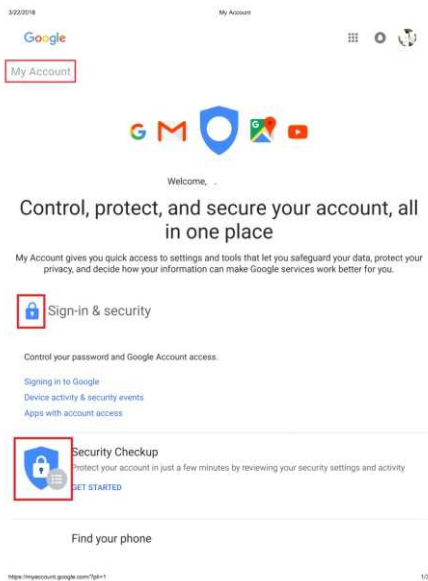 3/22/2018 My Account
Google
My Account
Welcome, .
Control, protect, and secure your account, all
in one place
My Account gives you quick access to settings and tools that let you safeguard your data, protect your
privacy, and decide how your information can make Google services work better for you.
Sign-in & security
Control your password and Google Account access.
Signing in to Google
Device activity & security events
Apps with account access
Security Checkup
Protect your account in just a few minutes by reviewing your security settings and activity
GET STARTED
Find your phone
https://myaccount.google.com/?pli=1 1/3